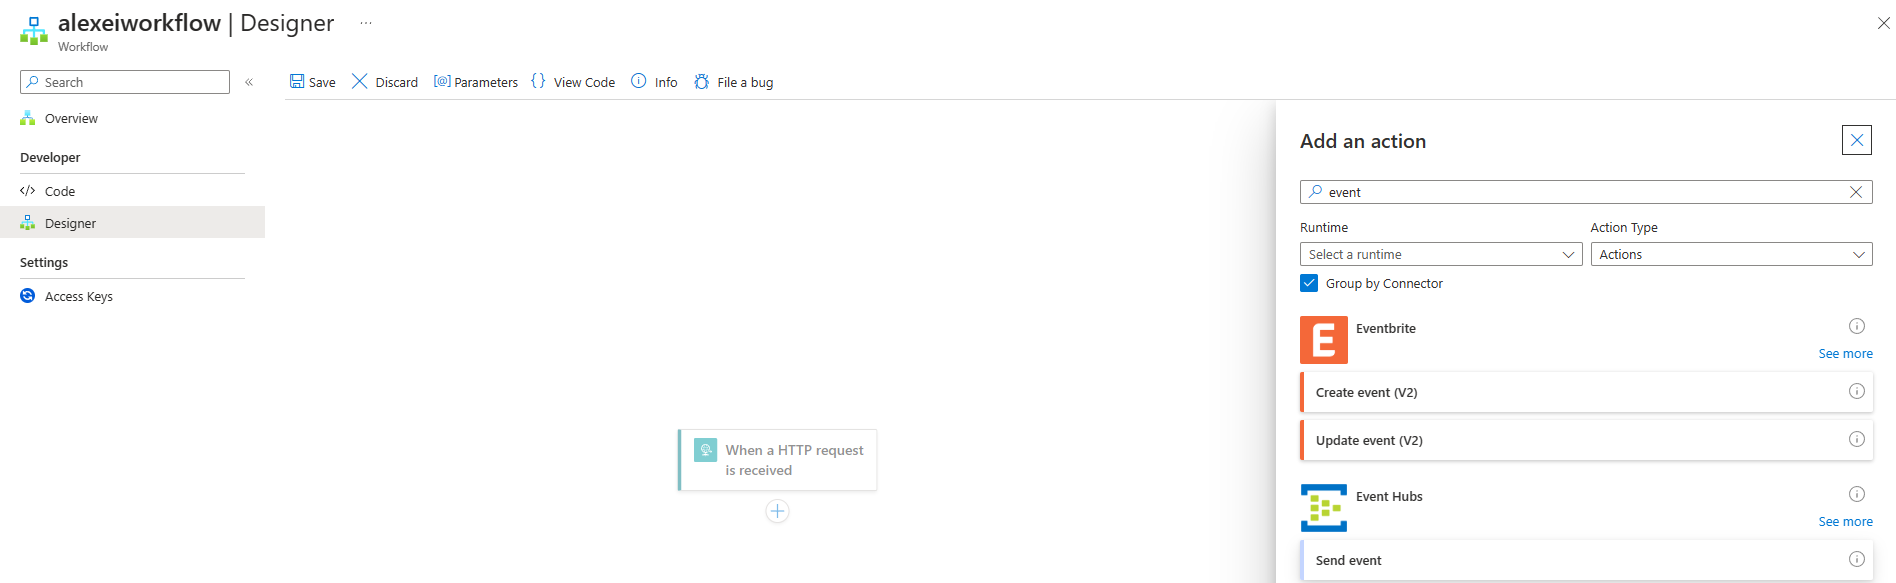 alexeiworkflow | Designer ...
Workflow
Search
Overview
Developer
Code
Designer
Settings
Access Keys
Save Discard Parameters View Code Info File a bug
Add an action
event
Runtime Action Type
Select a runtime Actions
Group by Connector
E Eventbrite
See more
Create event (V2)
Update event (V2)
Event Hubs
See more
Send event
When a HTTP request
is received